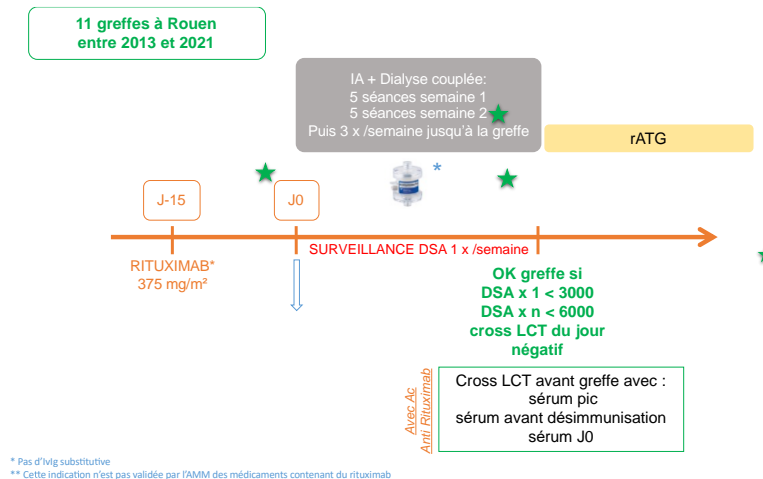 11 greffes à Rouen
entre 2013 et 2021
IA + Dialyse couplée:
5 séances semaine 1
5 séances semaine 2
Puis 3 x /semaine jusqu'à la greffe
rATG
*
J-15
J0
SURVEILLANCE DSA 1 x /semaine
RITUXIMAB*
375 mg/m²
OK greffe si
DSA x 1 < 3000
DSA x n < 6000
cross LCT du jour
négatif
Avec Ac
Anti Rituximab
Cross LCT avant greffe avec :
sérum pic
sérum avant désimmunisation
sérum J0
* Pas d'IvIg substitutive
** Cette indication n'est pas validée par l'AMM des médicaments contenant du rituximab